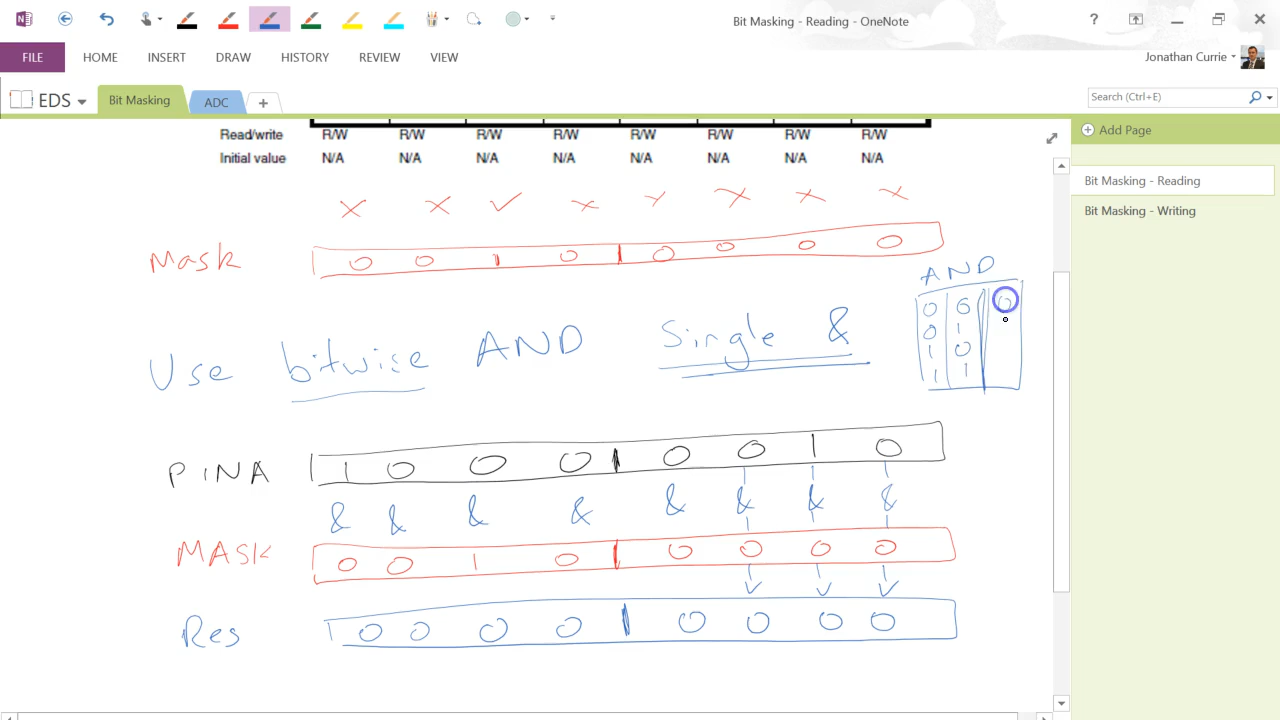 Bit Masking - Reading - OneNote
?
FILE HOME INSERT DRAW HISTORY REVIEW VIEW
Jonathan Currie
EDS Bit Masking ADC +
Search (Ctrl+E)
Add Page
Bit Masking - Reading
Bit Masking - Writing
Read/write R/W R/W R/W R/W R/W R/W R/W R/W
Initial value N/A N/A N/A N/A N/A N/A N/A N/A
× × ✓ × × × × ×
Mask 0 0 1 0 | 0 0 0 0
AND
0 0 0
0 1
1 0
1 1
Use bitwise AND Single &
PINA 1 0 0 0 | 0 0 1 0
& & & & & & & &
MASK 0 0 1 0 | 0 0 0 0
Res 0 0 0 0 | 0 0 0 0